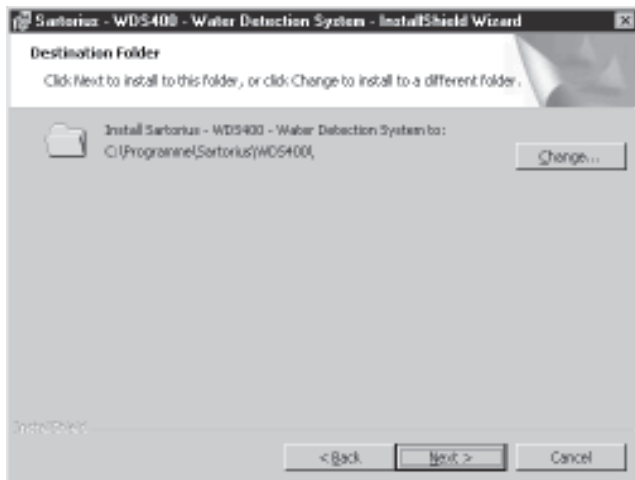 Sartorius - WDS400 - Water Detection System - InstallShield Wizard
Destination Folder
Click Next to install to this folder, or click Change to install to a different folder.
Install Sartorius - WDS400 - Water Detection System to:
C:\Programme\Sartorius\WDS400\
Change...
InstallShield
< Back
Next >
Cancel